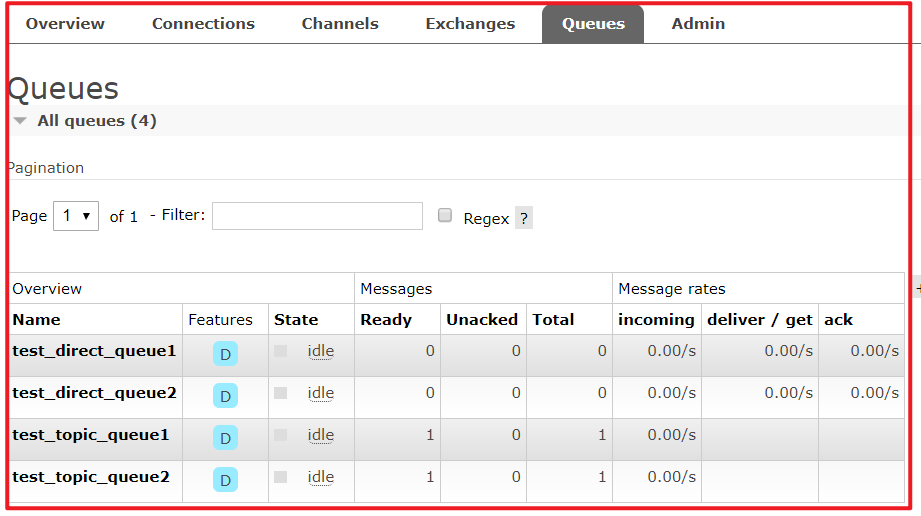 Overview Connections Channels Exchanges Queues Admin
Queues
All queues (4)
Pagination
Page 1 of 1 - Filter: Regex ?
Overview Messages Message rates +
Name Features State Ready Unacked Total incoming deliver / get ack
test_direct_queue1 D idle 0 0 0 0.00/s 0.00/s 0.00/s
test_direct_queue2 D idle 0 0 0 0.00/s 0.00/s 0.00/s
test_topic_queue1 D idle 1 0 1 0.00/s
test_topic_queue2 D idle 1 0 1 0.00/s